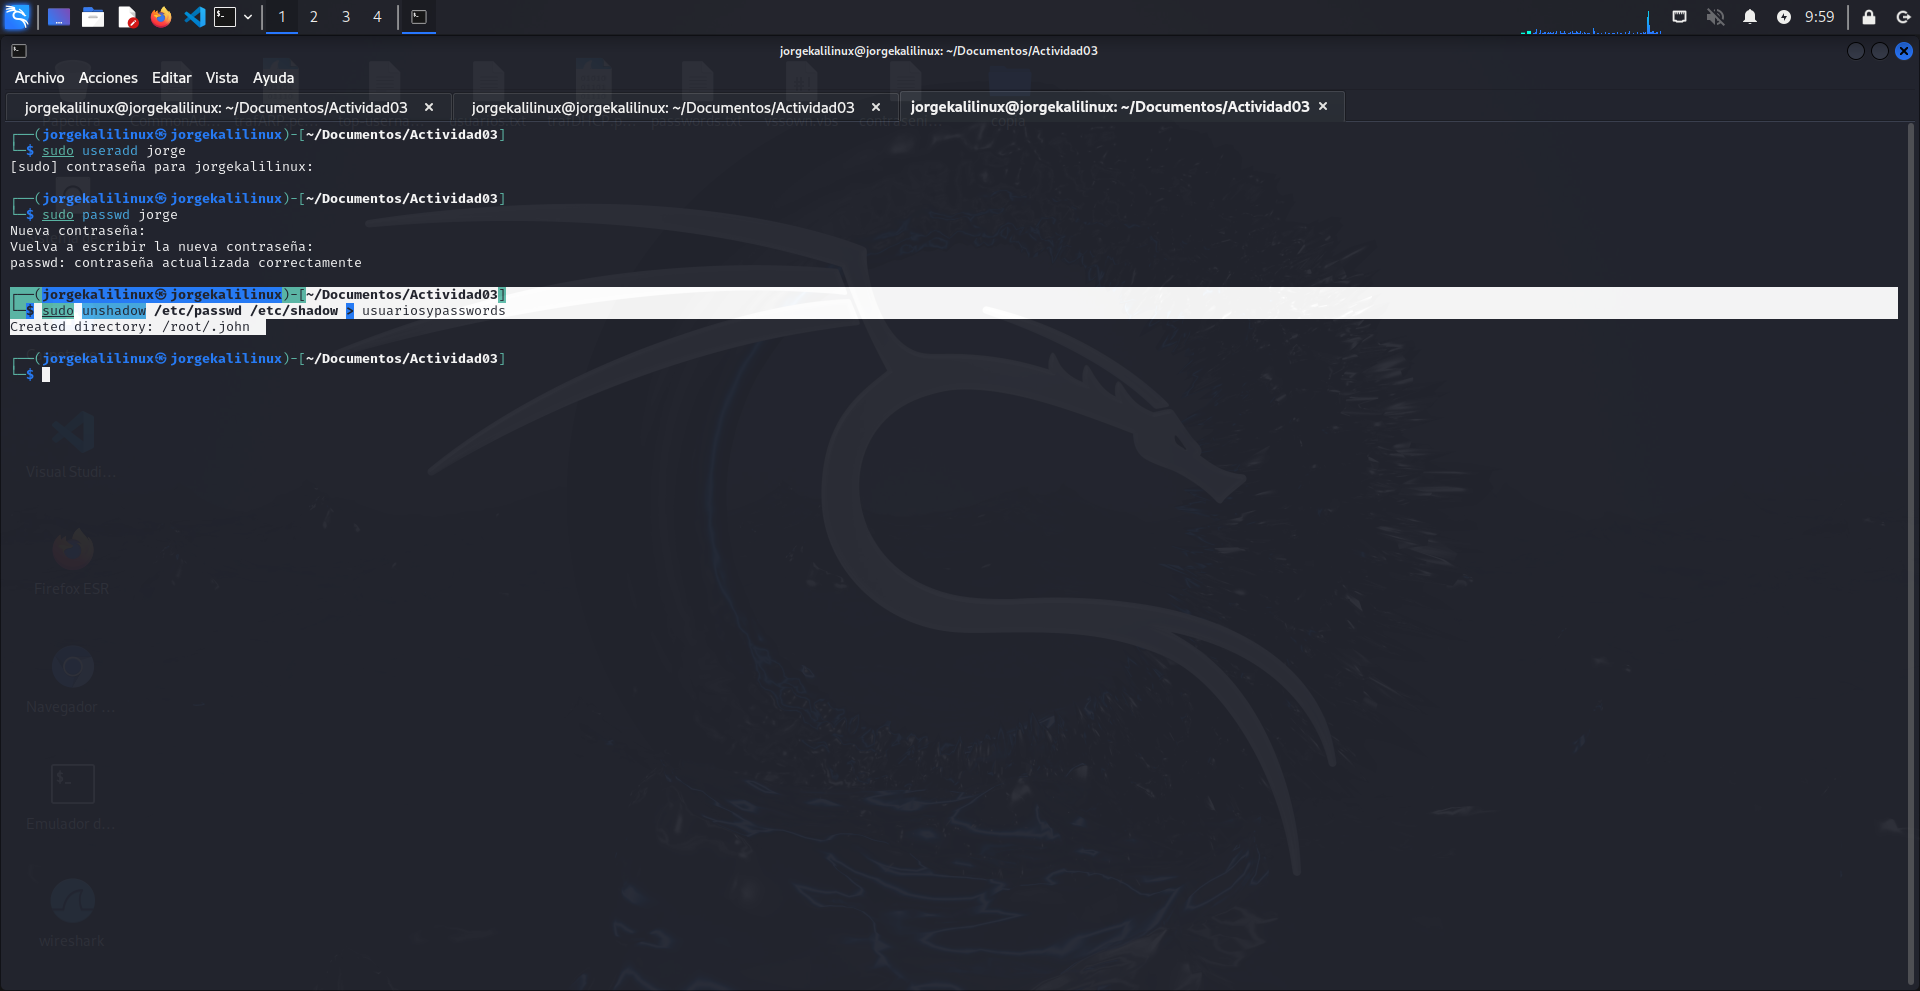 1 2 3 4 9:59
jorgekalilinux@jorgekalilinux: ~/Documentos/Actividad03
Archivo Acciones Editar Vista Ayuda
jorgekalilinux@jorgekalilinux: ~/Documentos/Actividad03 × jorgekalilinux@jorgekalilinux: ~/Documentos/Actividad03 × jorgekalilinux@jorgekalilinux: ~/Documentos/Actividad03 ×
┌──(jorgekalilinux㉿jorgekalilinux)-[~/Documentos/Actividad03]
└─$ sudo useradd jorge
[sudo] contraseña para jorgekalilinux:
┌──(jorgekalilinux㉿jorgekalilinux)-[~/Documentos/Actividad03]
└─$ sudo passwd jorge
Nueva contraseña:
Vuelva a escribir la nueva contraseña:
passwd: contraseña actualizada correctamente
┌──(jorgekalilinux㉿jorgekalilinux)-[~/Documentos/Actividad03]
└─$ sudo unshadow /etc/passwd /etc/shadow > usuariosypasswords
Created directory: /root/.john
┌──(jorgekalilinux㉿jorgekalilinux)-[~/Documentos/Actividad03]
└─$
Visual Studi...
Firefox ESR
Navegador ...
Emulador d...
wireshark